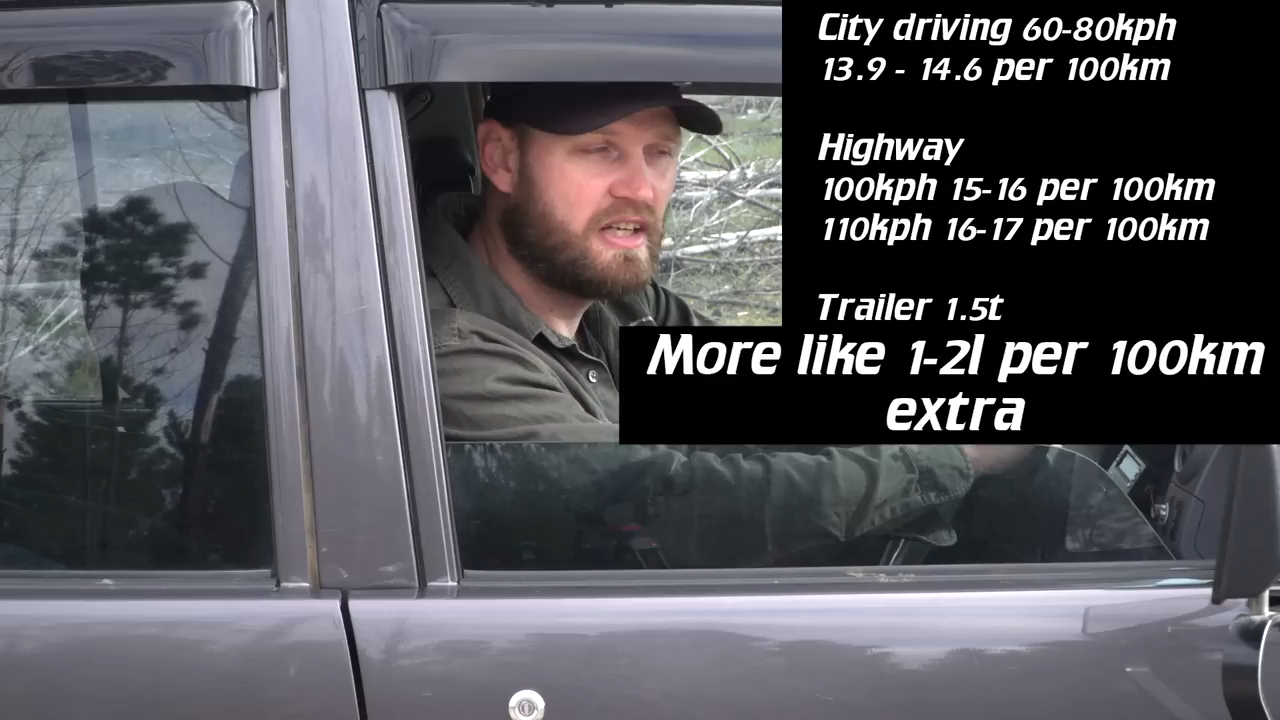 City driving 60-80kph
13.9 - 14.6 per 100km
Highway
100kph 15-16 per 100km
110kph 16-17 per 100km
Trailer 1.5t
More like 1-2l per 100km
extra